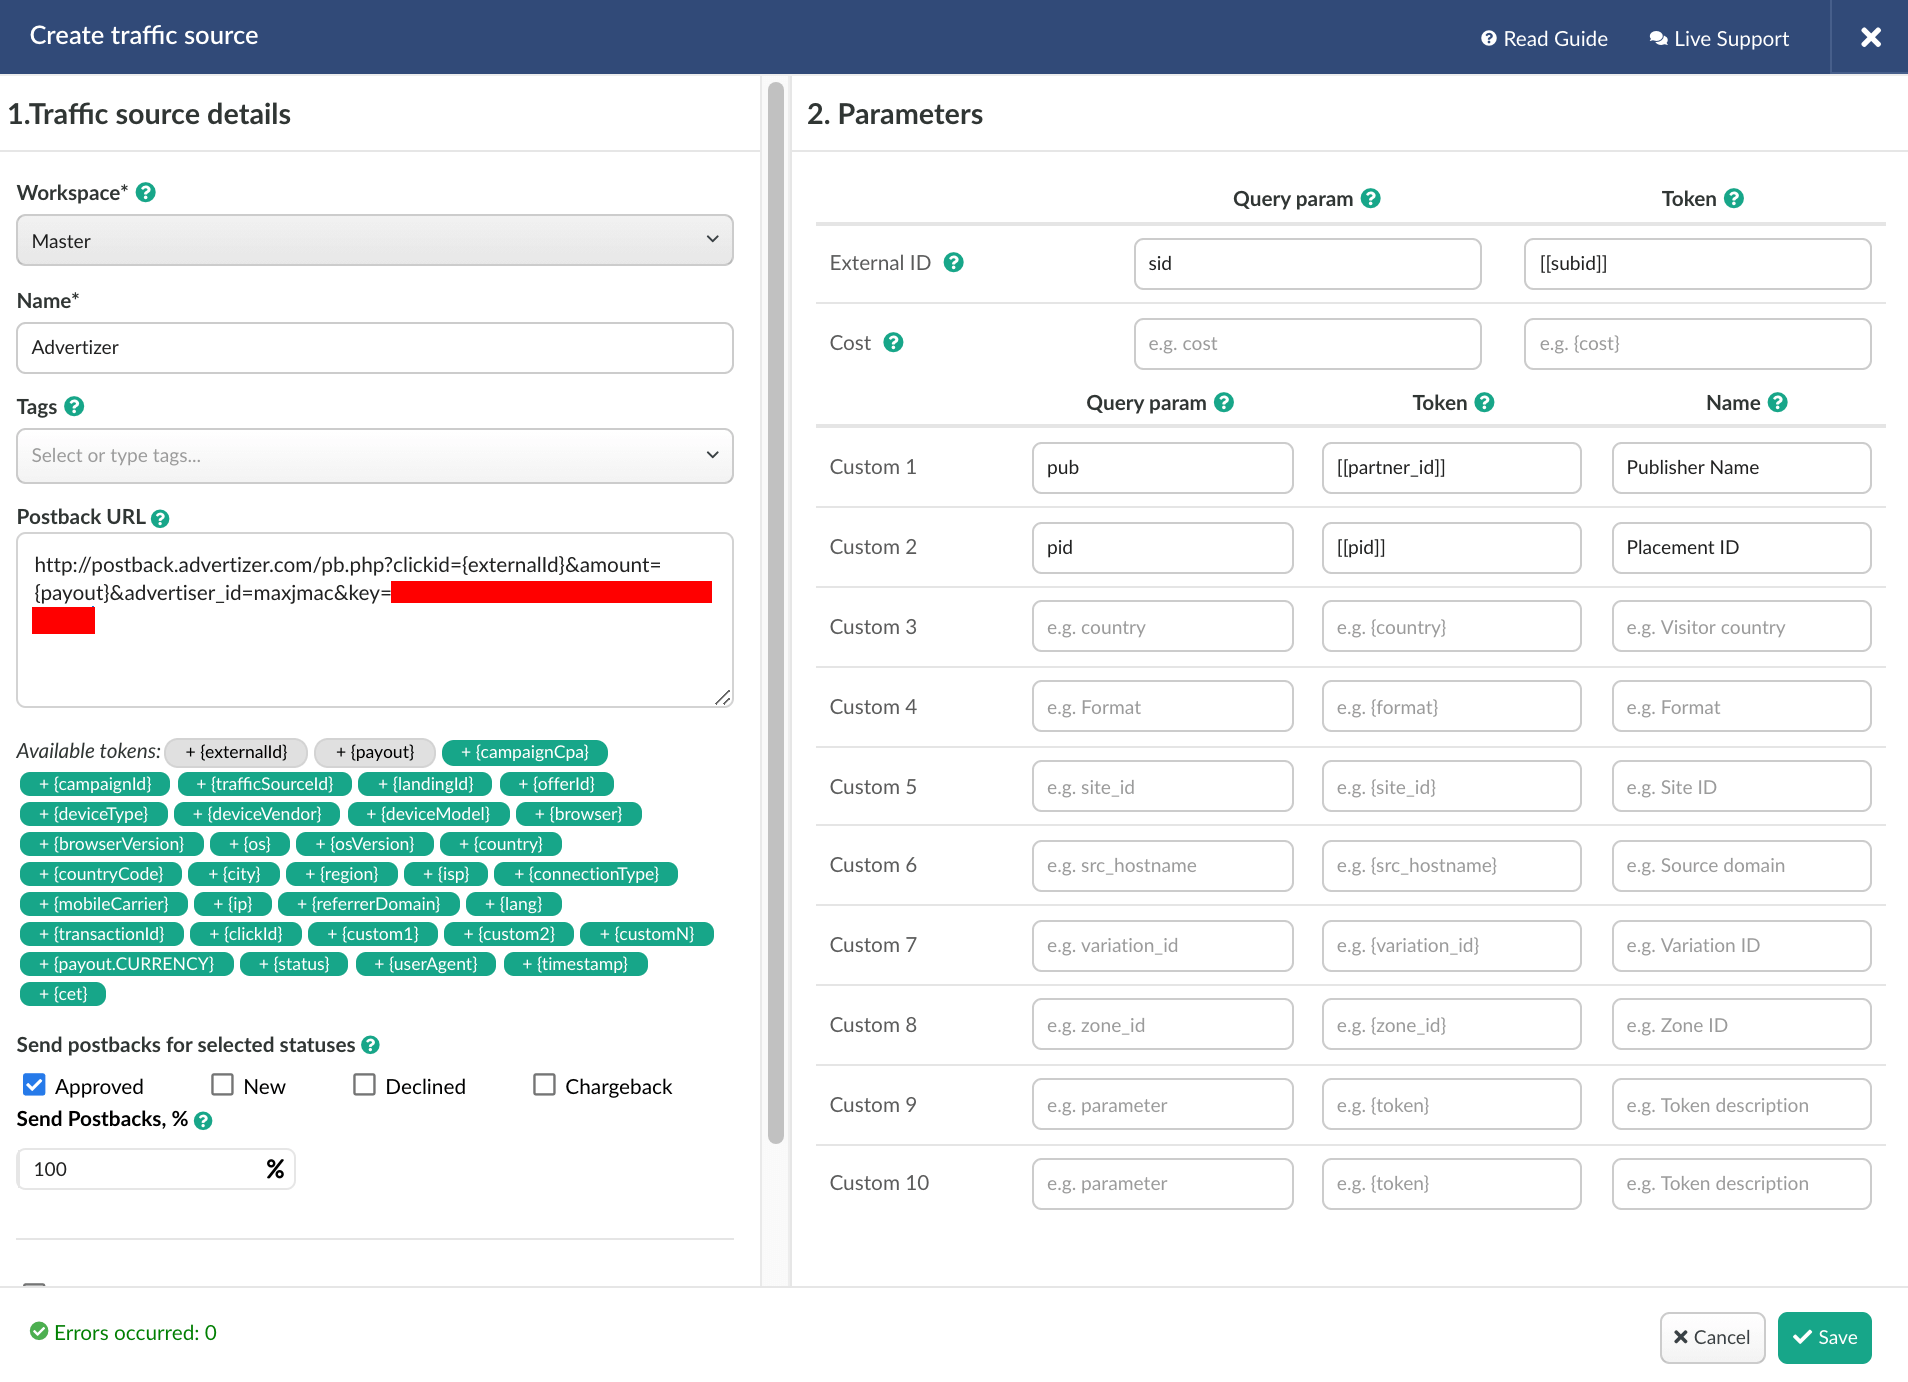 Create traffic source
Read Guide
Live Support
1.Traffic source details
Workspace*
Master
Name*
Advertizer
Tags
Select or type tags...
Postback URL
http://postback.advertizer.com/pb.php?clickid={externalId}&amount=
{payout}&advertiser_id=maxjmac&key=
Available tokens: + {externalId} + {payout} + {campaignCpa}
+ {campaignId} + {trafficSourceId} + {landingId} + {offerId}
+ {deviceType} + {deviceVendor} + {deviceModel} + {browser}
+ {browserVersion} + {os} + {osVersion} + {country}
+ {countryCode} + {city} + {region} + {isp} + {connectionType}
+ {mobileCarrier} + {ip} + {referrerDomain} + {lang}
+ {transactionId} + {clickId} + {custom1} + {custom2} + {customN}
+ {payout.CURRENCY} + {status} + {userAgent} + {timestamp}
+ {cet}
Send postbacks for selected statuses
Approved New Declined Chargeback
Send Postbacks, %
100 %
2. Parameters
Query param Token
External ID sid [[subid]]
Cost e.g. cost e.g. {cost}
Query param Token Name
Custom 1 pub [[partner_id]] Publisher Name
Custom 2 pid [[pid]] Placement ID
Custom 3 e.g. country e.g. {country} e.g. Visitor country
Custom 4 e.g. Format e.g. {format} e.g. Format
Custom 5 e.g. site_id e.g. {site_id} e.g. Site ID
Custom 6 e.g. src_hostname e.g. {src_hostname} e.g. Source domain
Custom 7 e.g. variation_id e.g. {variation_id} e.g. Variation ID
Custom 8 e.g. zone_id e.g. {zone_id} e.g. Zone ID
Custom 9 e.g. parameter e.g. {token} e.g. Token description
Custom 10 e.g. parameter e.g. {token} e.g. Token description
Errors occurred: 0
Cancel
Save